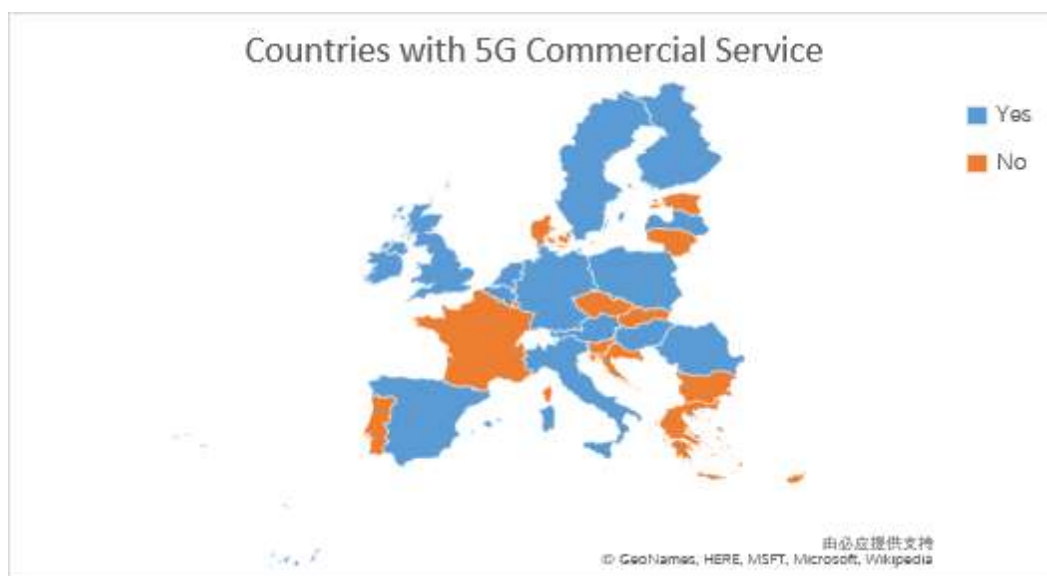 Countries with 5G Commercial Service
Yes
No
由必应提供支持
© GeoNames, HERE, MSFT, Microsoft, Wikipedia